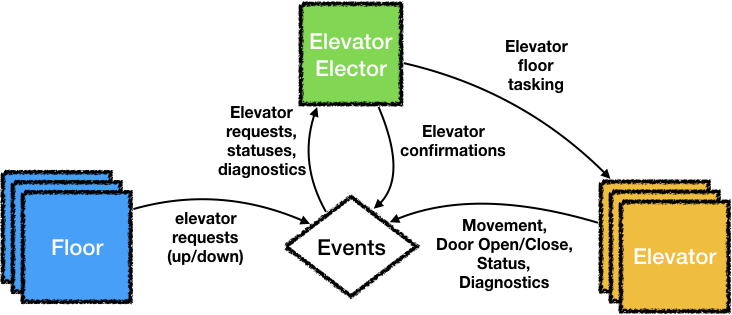 Elevator
Elector
Elevator
floor
tasking
Elevator
requests,
statuses,
diagnostics
Elevator
confirmations
Floor
elevator
requests
(up/down)
Events
Movement,
Door Open/Close,
Status,
Diagnostics
Elevator